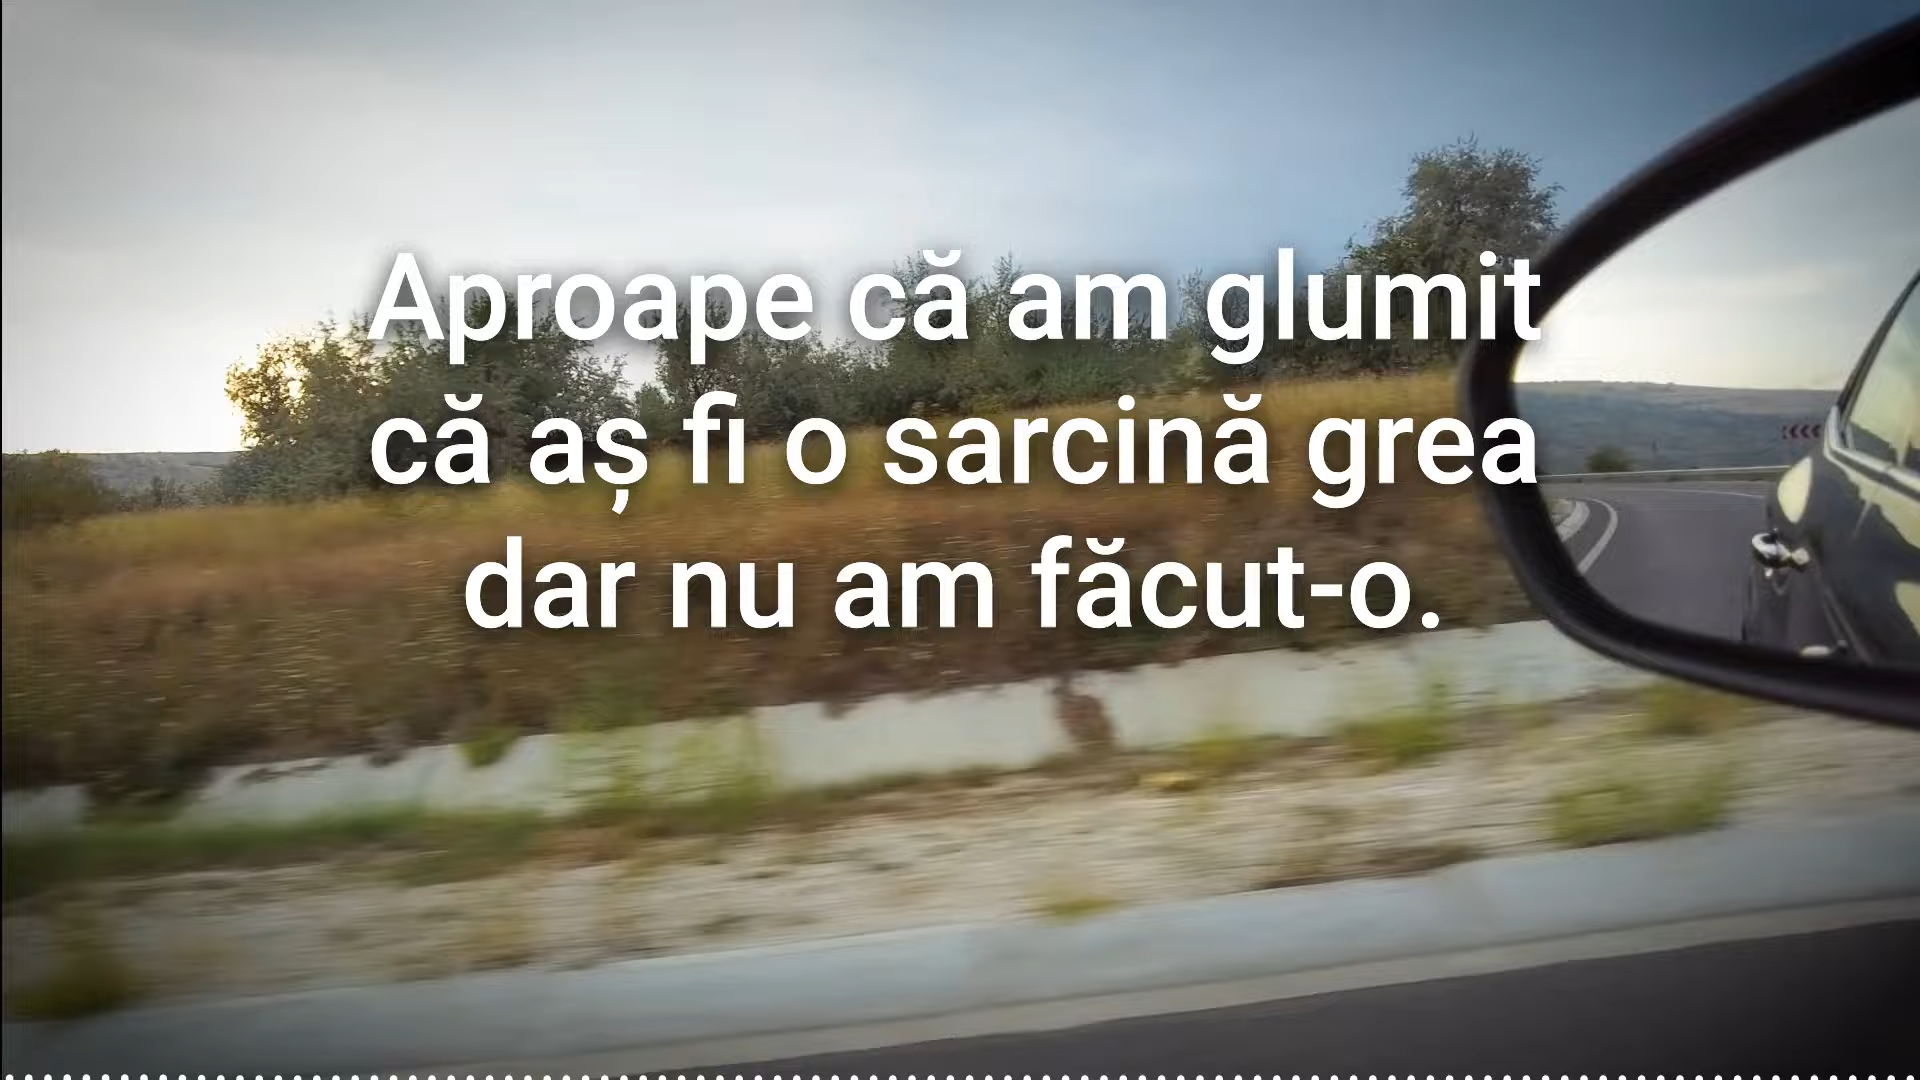 Aproape că am glumit
că aș fi o sarcină grea
dar nu am făcut-o.